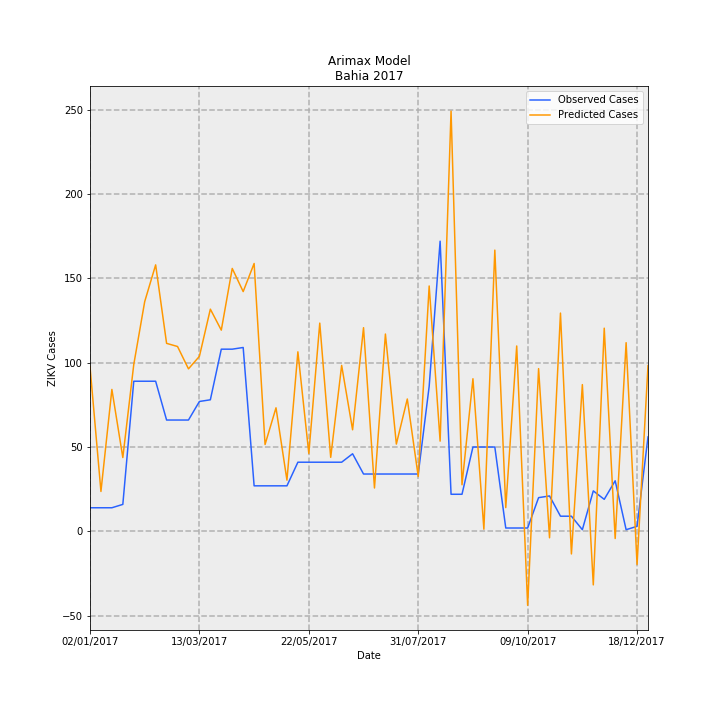 Arimax Model
Bahia 2017
Observed Cases
Predicted Cases
250
200
150
100
50
0
−50
ZIKV Cases
02/01/2017 13/03/2017 22/05/2017 31/07/2017 09/10/2017 18/12/2017
Date